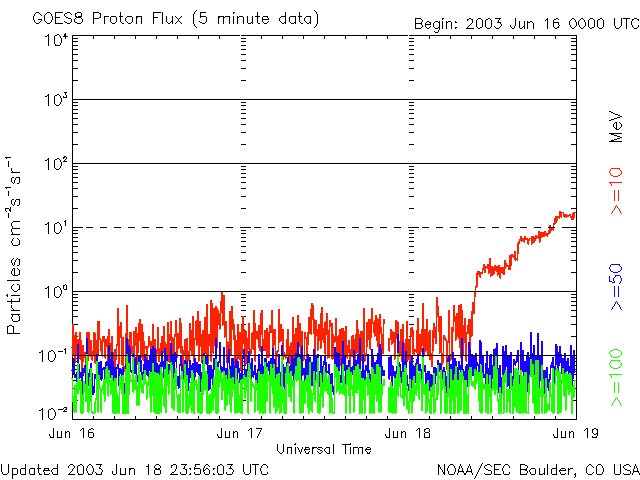 GOES8 Proton Flux (5 minute data)
Begin: 2003 Jun 16 0000 UTC
10⁴
10³
10²
10¹
10⁰
10⁻¹
10⁻²
Particles cm⁻²s⁻¹sr⁻¹
MeV
>=10
>=50
>=100
Jun 16
Jun 17
Jun 18
Jun 19
Universal Time
Updated 2003 Jun 18 23:56:03 UTC
NOAA/SEC Boulder, CO USA